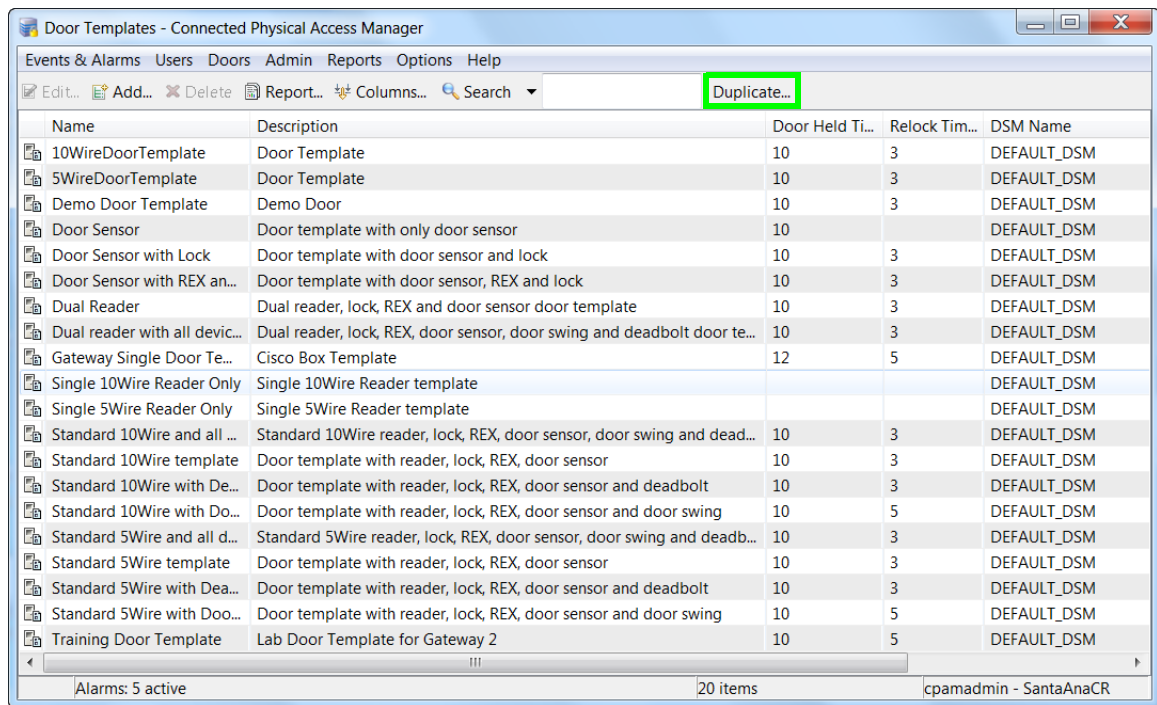 Door Templates - Connected Physical Access Manager
Events & Alarms Users Doors Admin Reports Options Help
Edit... Add... Delete Report... Columns... Search Duplicate...
Name Description Door Held Ti... Relock Tim... DSM Name
10WireDoorTemplate Door Template 10 3 DEFAULT_DSM
5WireDoorTemplate Door Template 10 3 DEFAULT_DSM
Demo Door Template Demo Door 10 3 DEFAULT_DSM
Door Sensor Door template with only door sensor 10 DEFAULT_DSM
Door Sensor with Lock Door template with door sensor and lock 10 3 DEFAULT_DSM
Door Sensor with REX an... Door template with door sensor, REX and lock 10 3 DEFAULT_DSM
Dual Reader Dual reader, lock, REX and door sensor door template 10 3 DEFAULT_DSM
Dual reader with all devic... Dual reader, lock, REX, door sensor, door swing and deadbolt door te... 10 3 DEFAULT_DSM
Gateway Single Door Te... Cisco Box Template 12 5 DEFAULT_DSM
Single 10Wire Reader Only Single 10Wire Reader template DEFAULT_DSM
Single 5Wire Reader Only Single 5Wire Reader template DEFAULT_DSM
Standard 10Wire and all ... Standard 10Wire reader, lock, REX, door sensor, door swing and dead... 10 3 DEFAULT_DSM
Standard 10Wire template Door template with reader, lock, REX, door sensor 10 3 DEFAULT_DSM
Standard 10Wire with De... Door template with reader, lock, REX, door sensor and deadbolt 10 3 DEFAULT_DSM
Standard 10Wire with Do... Door template with reader, lock, REX, door sensor and door swing 10 5 DEFAULT_DSM
Standard 5Wire and all d... Standard 5Wire reader, lock, REX, door sensor, door swing and deadb... 10 3 DEFAULT_DSM
Standard 5Wire template Door template with reader, lock, REX, door sensor 10 3 DEFAULT_DSM
Standard 5Wire with Dea... Door template with reader, lock, REX, door sensor and deadbolt 10 3 DEFAULT_DSM
Standard 5Wire with Doo... Door template with reader, lock, REX, door sensor and door swing 10 5 DEFAULT_DSM
Training Door Template Lab Door Template for Gateway 2 10 5 DEFAULT_DSM
Alarms: 5 active 20 items cpamadmin - SantaAnaCR